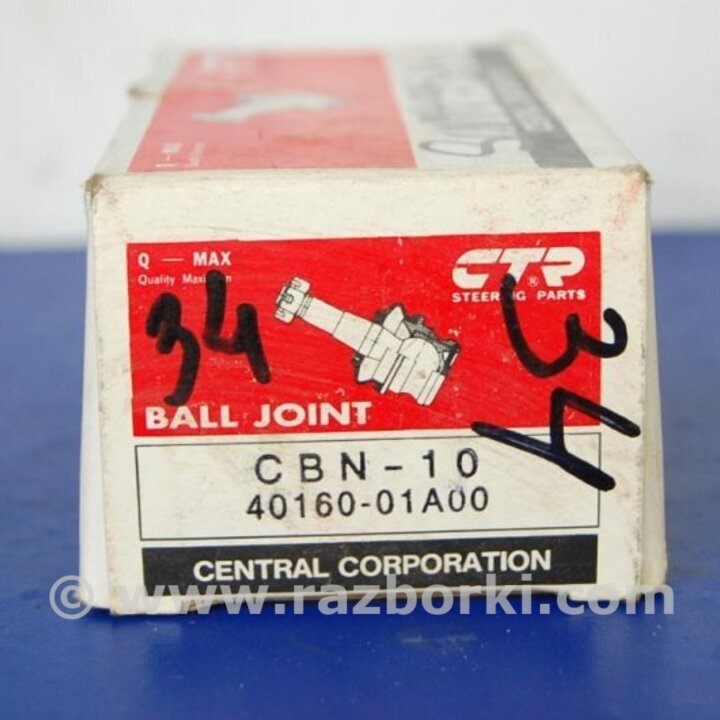 Q — MAX
CTR ®
STEERING PARTS
34
34
BALL JOINT
CBN-10
40160-01A00
CENTRAL CORPORATION
© www.razborki.com